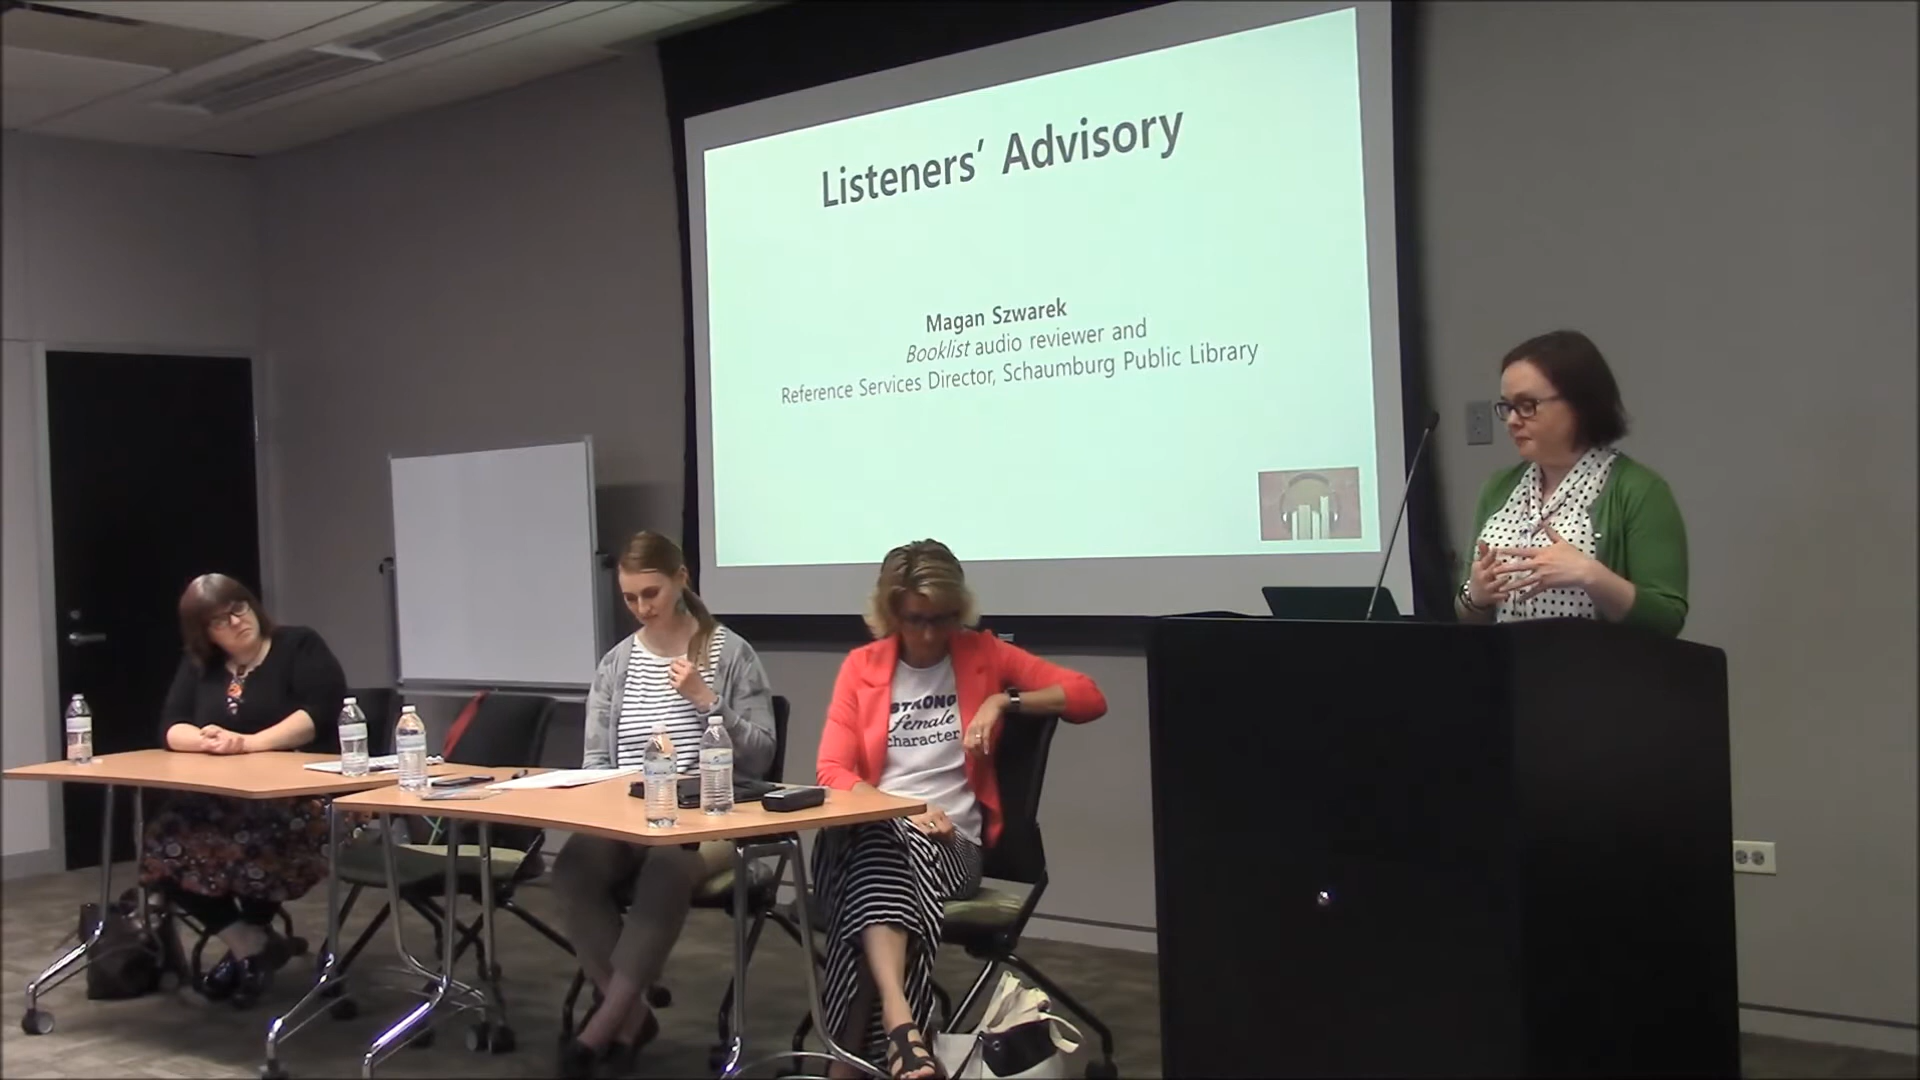 Listeners’ Advisory
Magan Szwarek
Booklist audio reviewer and
Reference Services Director, Schaumburg Public Library
STRONG
female
character